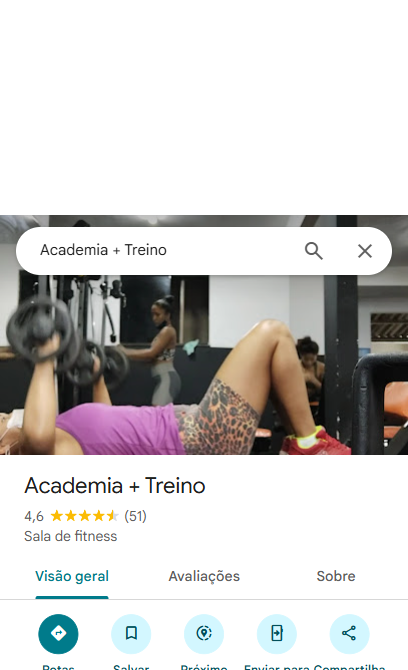 Academia + Treino
Academia + Treino
4,6 (51)
Sala de fitness
Visão geral Avaliações Sobre
Rotas Salvar Próximo Enviar para Compartilha